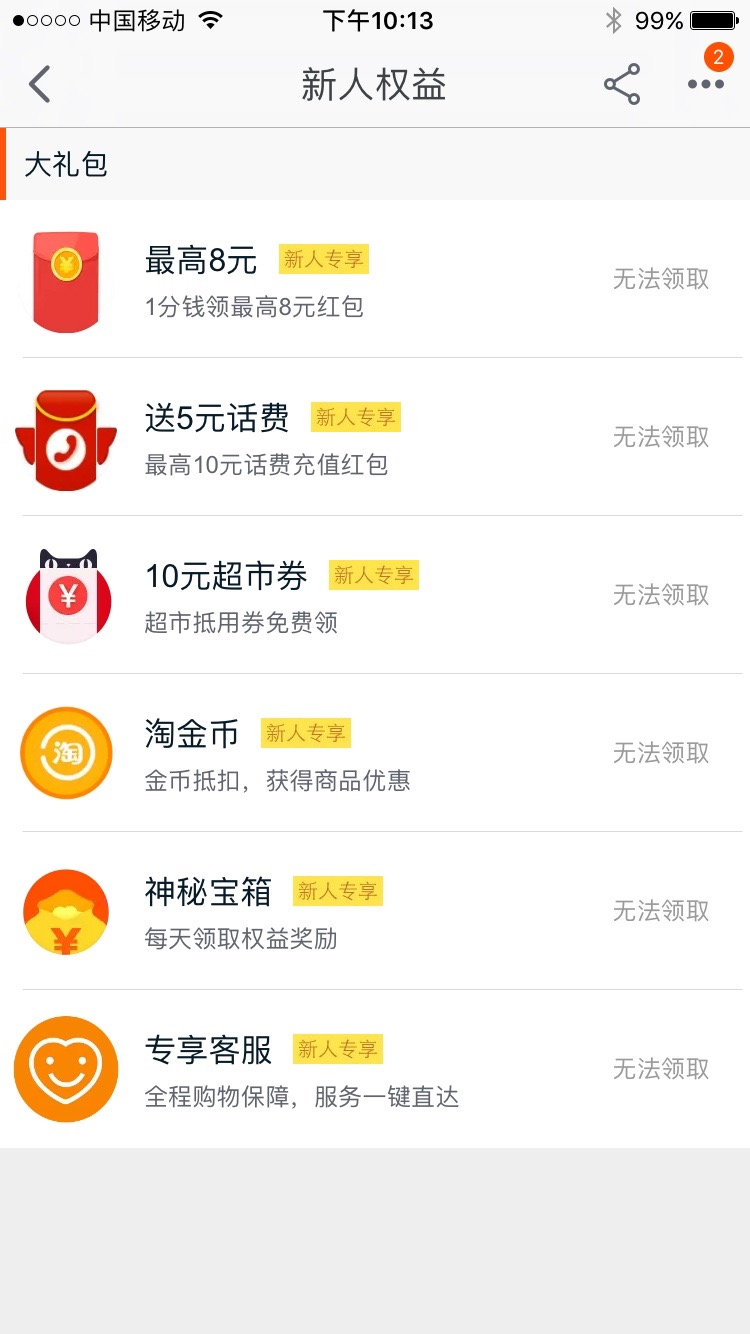 中国移动 下午10:13 99%
新人权益 2
大礼包
¥
最高8元 新人专享
1分钱领最高8元红包
无法领取
送5元话费 新人专享
最高10元话费充值红包
无法领取
¥
10元超市券 新人专享
超市抵用券免费领
无法领取
淘
淘金币 新人专享
金币抵扣，获得商品优惠
无法领取
¥
神秘宝箱 新人专享
每天领取权益奖励
无法领取
专享客服 新人专享
全程购物保障，服务一键直达
无法领取